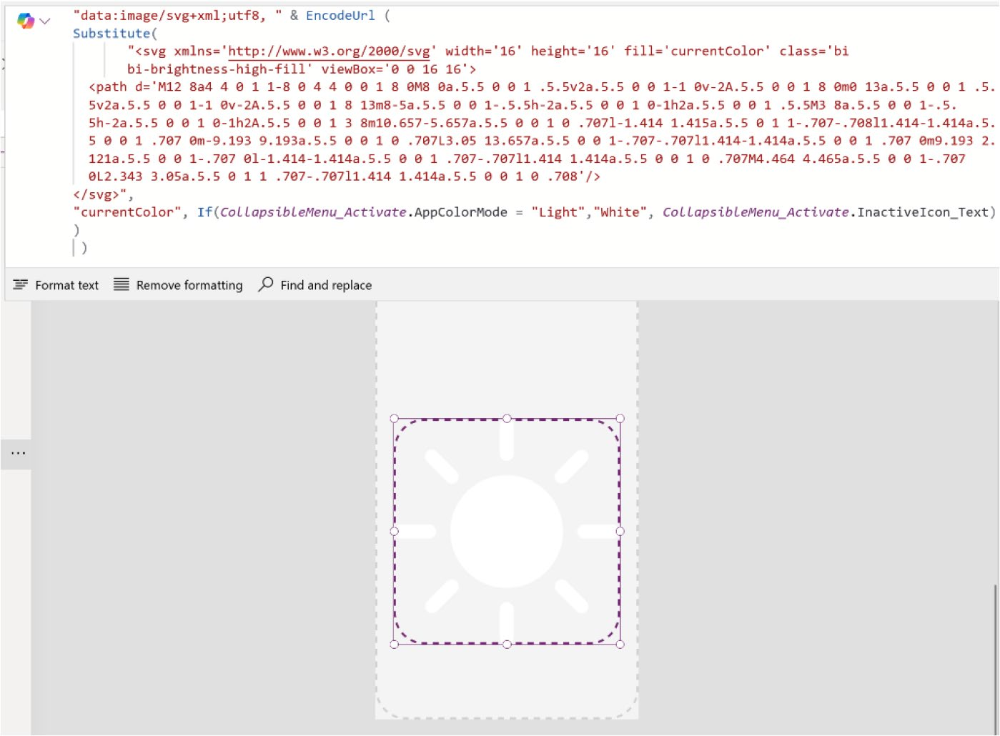 "data:image/svg+xml;utf8, " & EncodeUrl (
Substitute(
"<svg xmlns='http://www.w3.org/2000/svg' width='16' height='16' fill='currentColor' class='bi
bi-brightness-high-fill' viewBox='0 0 16 16'>
<path d='M12 8a4 4 0 1 1-8 0 4 4 0 0 1 8 0M8 0a.5.5 0 0 1 .5.5v2a.5.5 0 0 1-1 0v-2A.5.5 0 0 1 8 0m0 13a.5.5 0 0 1 .5.
5v2a.5.5 0 0 1-1 0v-2A.5.5 0 0 1 8 13m8-5a.5.5 0 0 1-.5.5h-2a.5.5 0 0 1 0-1h2a.5.5 0 0 1 .5.5M3 8a.5.5 0 0 1-.5.
5h-2a.5.5 0 0 1 0-1h2A.5.5 0 0 1 3 8m10.657-5.657a.5.5 0 0 1 0 .707l-1.414 1.415a.5.5 0 1 1-.707-.708l1.414-1.414a.5.
5 0 0 1 .707 0m-9.193 9.193a.5.5 0 0 1 0 .707L3.05 13.657a.5.5 0 0 1-.707-.707l1.414-1.414a.5.5 0 0 1 .707 0m9.193 2.
121a.5.5 0 0 1-.707 0l-1.414-1.414a.5.5 0 0 1 .707-.707l1.414 1.414a.5.5 0 0 1 0 .707M4.464 4.465a.5.5 0 0 1-.707
0L2.343 3.05a.5.5 0 1 1 .707-.707l1.414 1.414a.5.5 0 0 1 0 .708'/>
</svg>",
"currentColor", If(CollapsibleMenu_Activate.AppColorMode = "Light","White", CollapsibleMenu_Activate.InactiveIcon_Text)
)
)
Format text Remove formatting Find and replace